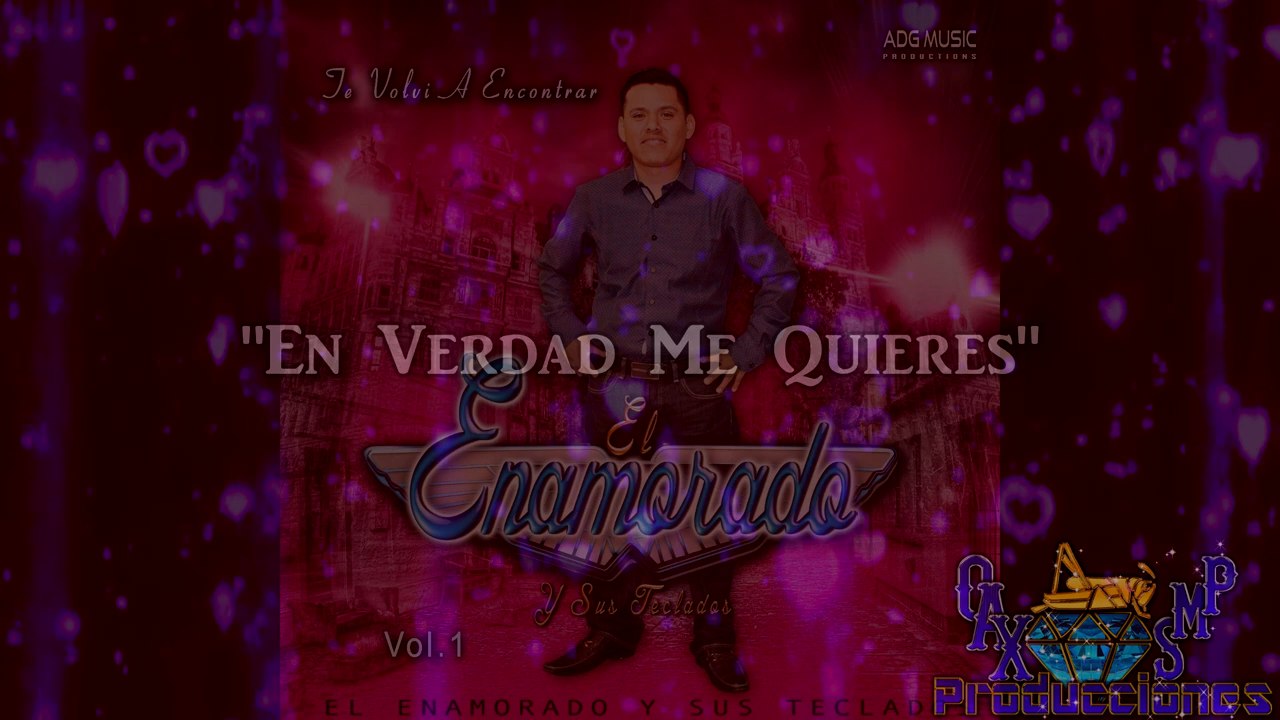 ADG MUSIC
PRODUCTIONS
Te Volvi A Encontrar
"En Verdad Me Quieres"
El
Enamorado
Y Sus Teclados
Vol.1
OAX SMP
Producciones
EL ENAMORADO Y SUS TECLAD